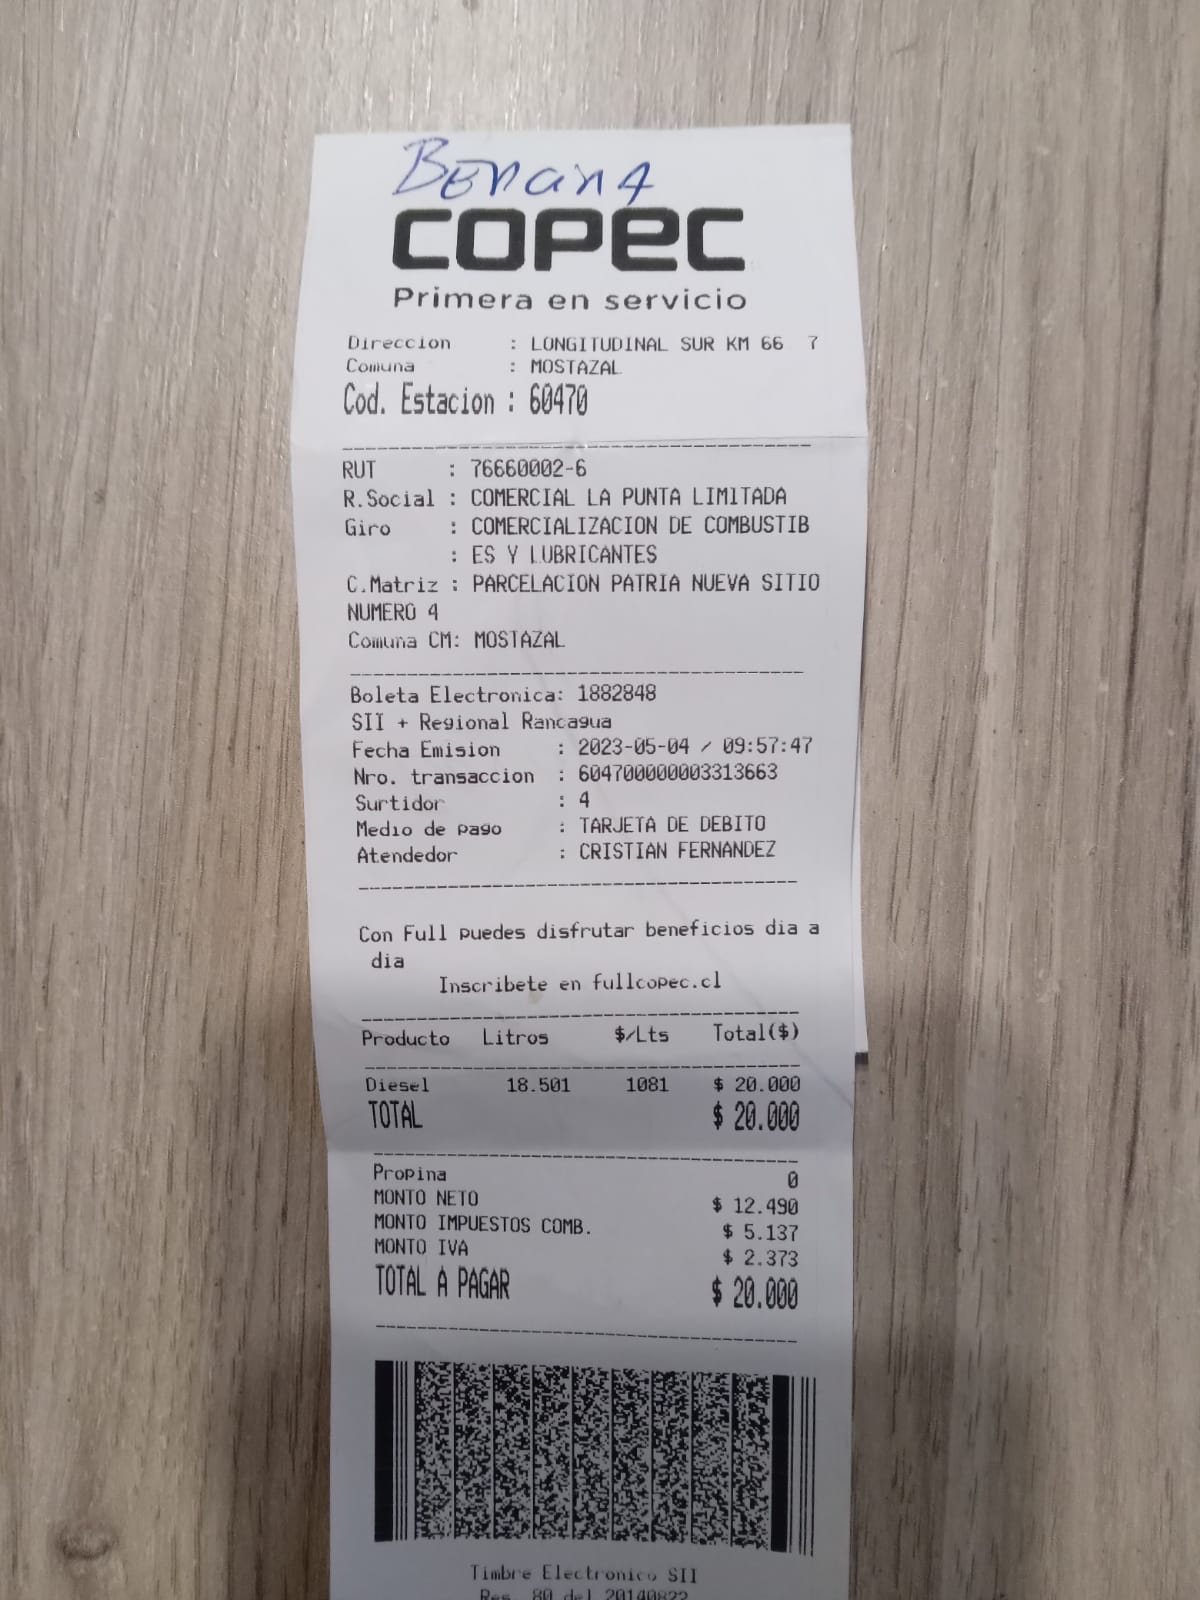 Bencina
copec
Primera en servicio
Direccion : LONGITUDINAL SUR KM 66 7
Comuna : MOSTAZAL
Cod. Estacion : 60470
RUT : 76660002-6
R.Social : COMERCIAL LA PUNTA LIMITADA
Giro : COMERCIALIZACION DE COMBUSTIB
: ES Y LUBRICANTES
C.Matriz : PARCELACION PATRIA NUEVA SITIO
NUMERO 4
Comuna CM: MOSTAZAL
Boleta Electronica: 1882848
SII + Regional Rancagua
Fecha Emision : 2023-05-04 / 09:57:47
Nro. transaccion : 604700000003313663
Surtidor : 4
Medio de pago : TARJETA DE DEBITO
Atendedor : CRISTIAN FERNANDEZ
Con Full puedes disfrutar beneficios dia a
dia
Inscribete en fullcopec.cl
Producto Litros $/Lts Total($)
Diesel 18.501 1081 $ 20.000
TOTAL $ 20.000
Propina 0
MONTO NETO $ 12.490
MONTO IMPUESTOS COMB. $ 5.137
MONTO IVA $ 2.373
TOTAL A PAGAR $ 20.000
Timbre Electronico SII
Res. 80 del 20140822